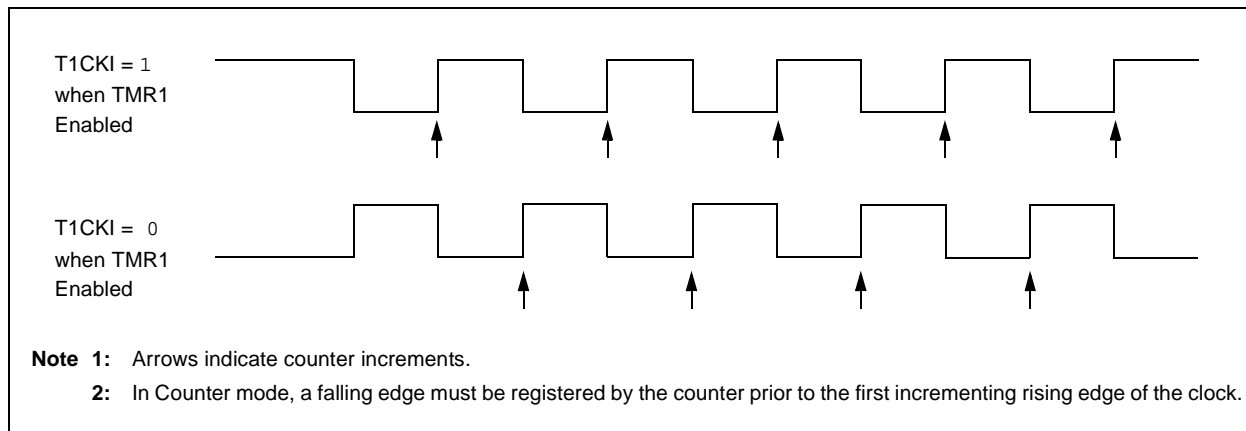 T1CKI = 1
when TMR1
Enabled
T1CKI = 0
when TMR1
Enabled
Note 1: Arrows indicate counter increments.
2: In Counter mode, a falling edge must be registered by the counter prior to the first incrementing rising edge of the clock.